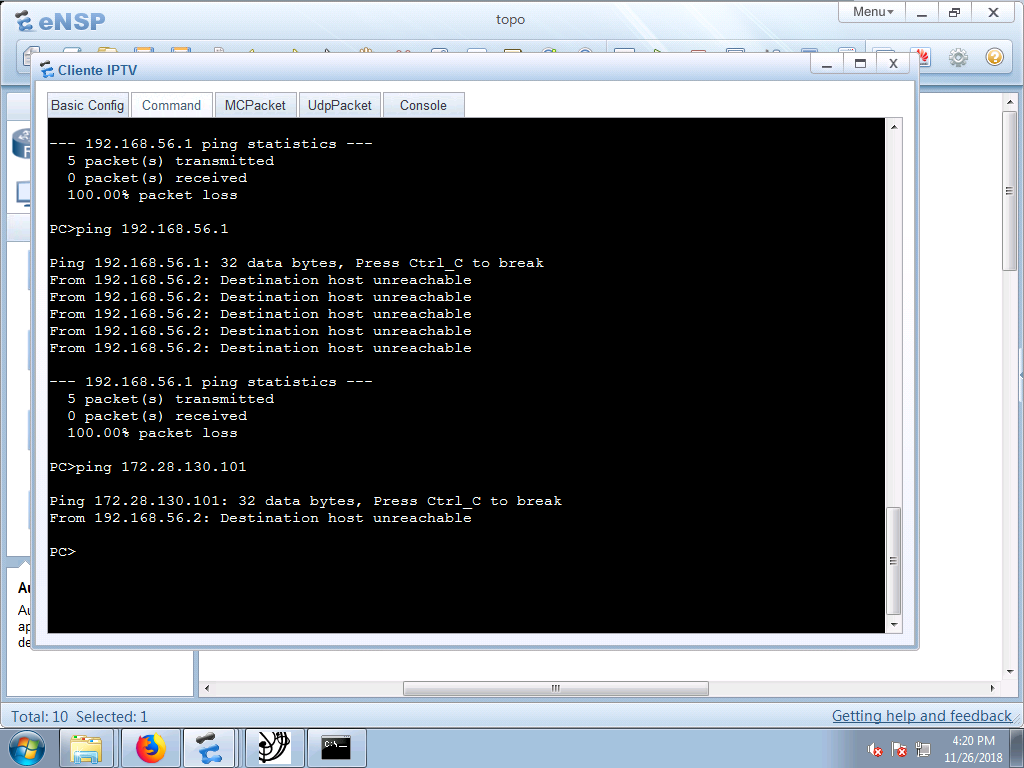 eNSP
topo
Menu
Cliente IPTV
Basic Config
Command
MCPacket
UdpPacket
Console
--- 192.168.56.1 ping statistics ---
5 packet(s) transmitted
0 packet(s) received
100.00% packet loss
PC>ping 192.168.56.1
Ping 192.168.56.1: 32 data bytes, Press Ctrl_C to break
From 192.168.56.2: Destination host unreachable
From 192.168.56.2: Destination host unreachable
From 192.168.56.2: Destination host unreachable
From 192.168.56.2: Destination host unreachable
From 192.168.56.2: Destination host unreachable
--- 192.168.56.1 ping statistics ---
5 packet(s) transmitted
0 packet(s) received
100.00% packet loss
PC>ping 172.28.130.101
Ping 172.28.130.101: 32 data bytes, Press Ctrl_C to break
From 192.168.56.2: Destination host unreachable
PC>
Total: 10 Selected: 1
Getting help and feedback
C:\_
4:20 PM
11/26/2018